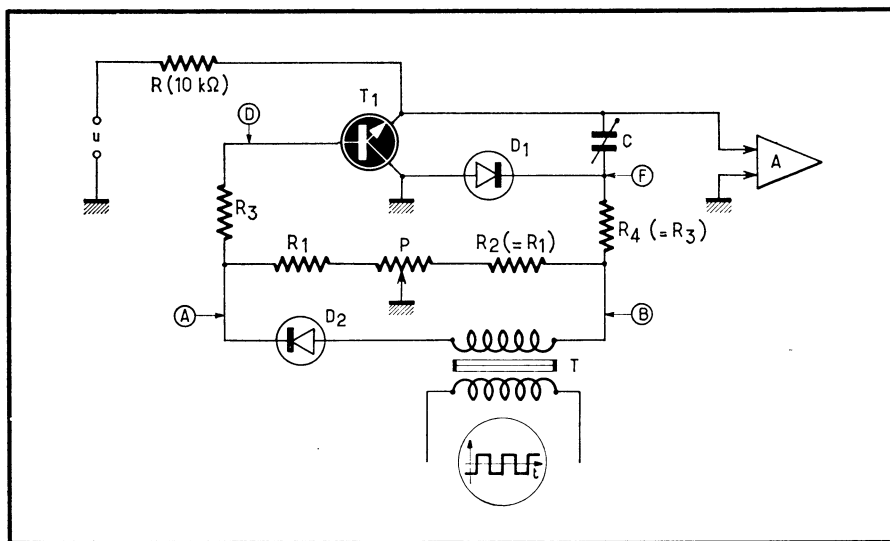 R (10 kΩ)
T1
D
u
D1
C
F
A
R3
R1
P
R2 (= R1)
R4 (= R3)
A
D2
B
T
t